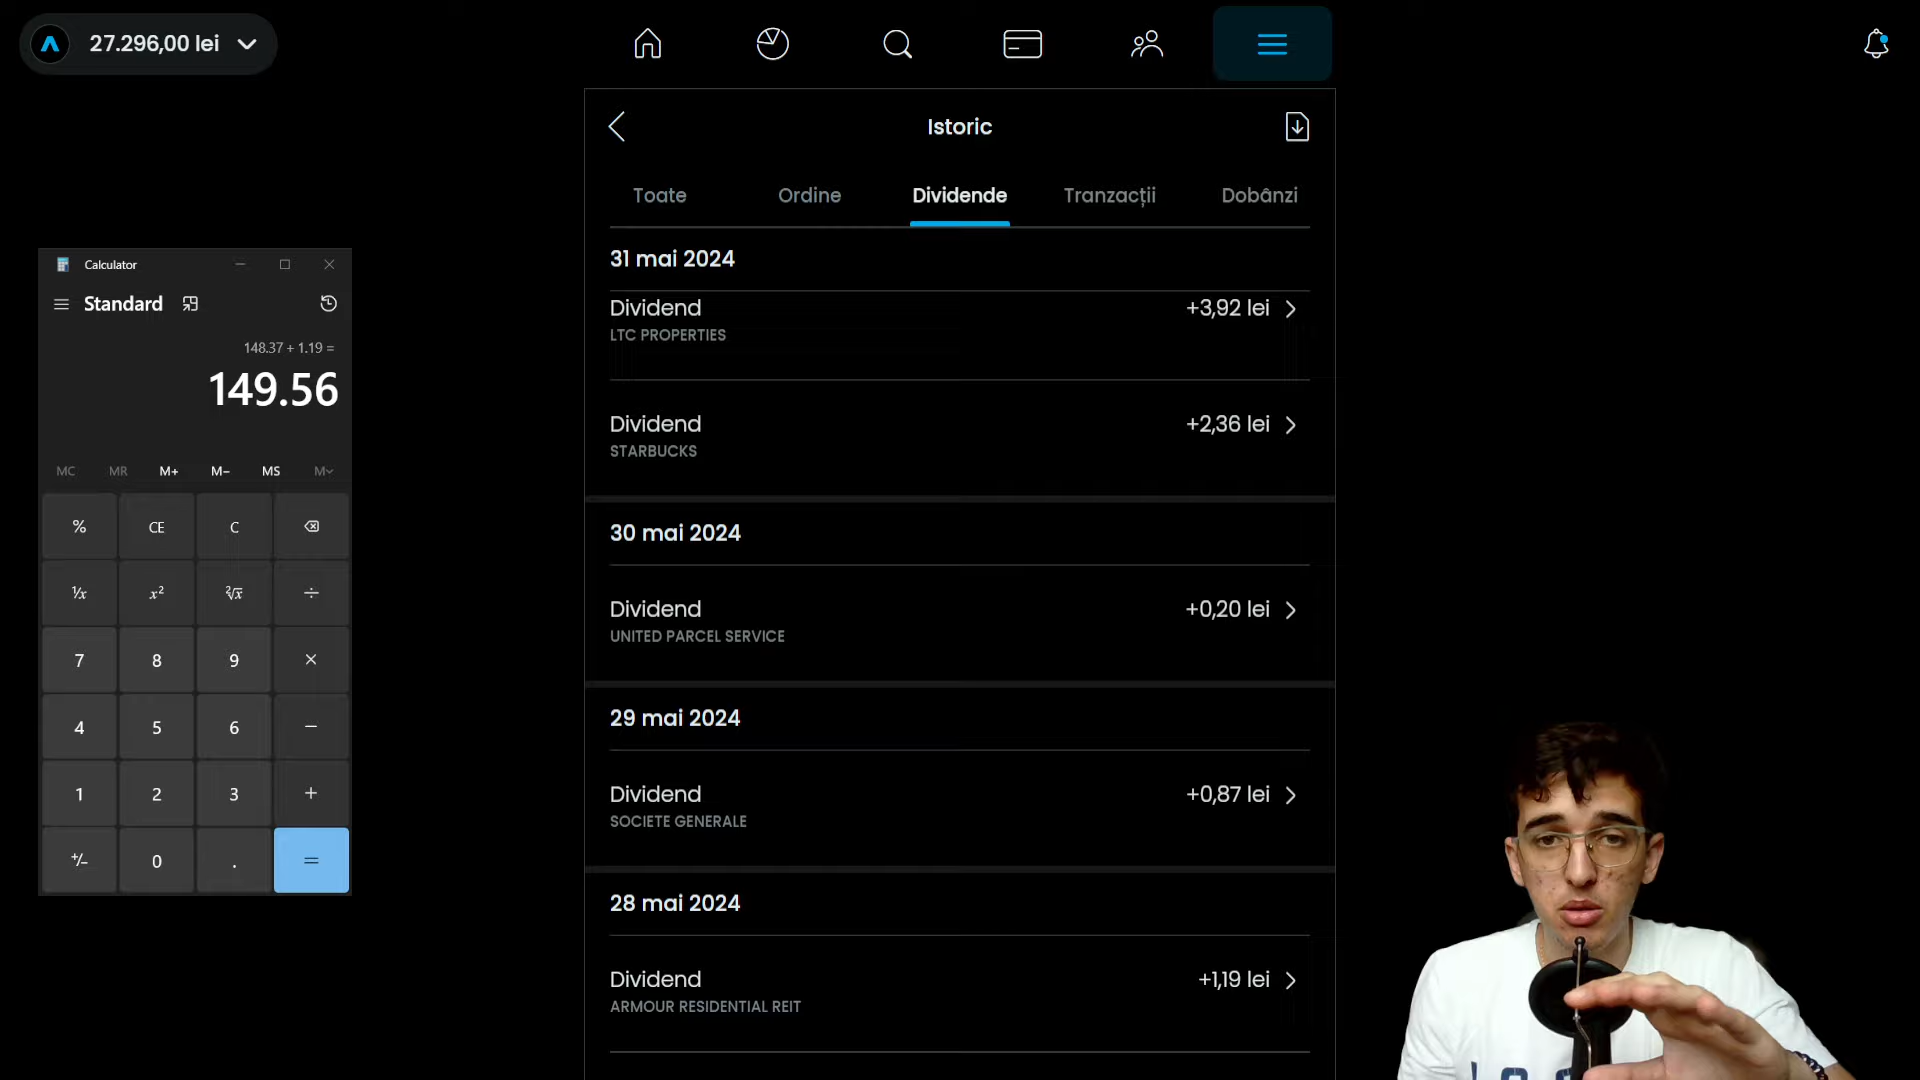 27.296,00 lei
Istoric
Toate Ordine Dividende Tranzacții Dobânzi
31 mai 2024
Dividend +3,92 lei
LTC PROPERTIES
Dividend +2,36 lei
STARBUCKS
30 mai 2024
Dividend +0,20 lei
UNITED PARCEL SERVICE
29 mai 2024
Dividend +0,87 lei
SOCIETE GENERALE
28 mai 2024
Dividend +1,19 lei
ARMOUR RESIDENTIAL REIT
Calculator
Standard
148.37 + 1.19 =
149.56
MC MR M+ M− MS M˅
% CE C
¹/x x² ²√x ÷
7 8 9 ×
4 5 6 −
1 2 3 +
+/− 0 . =